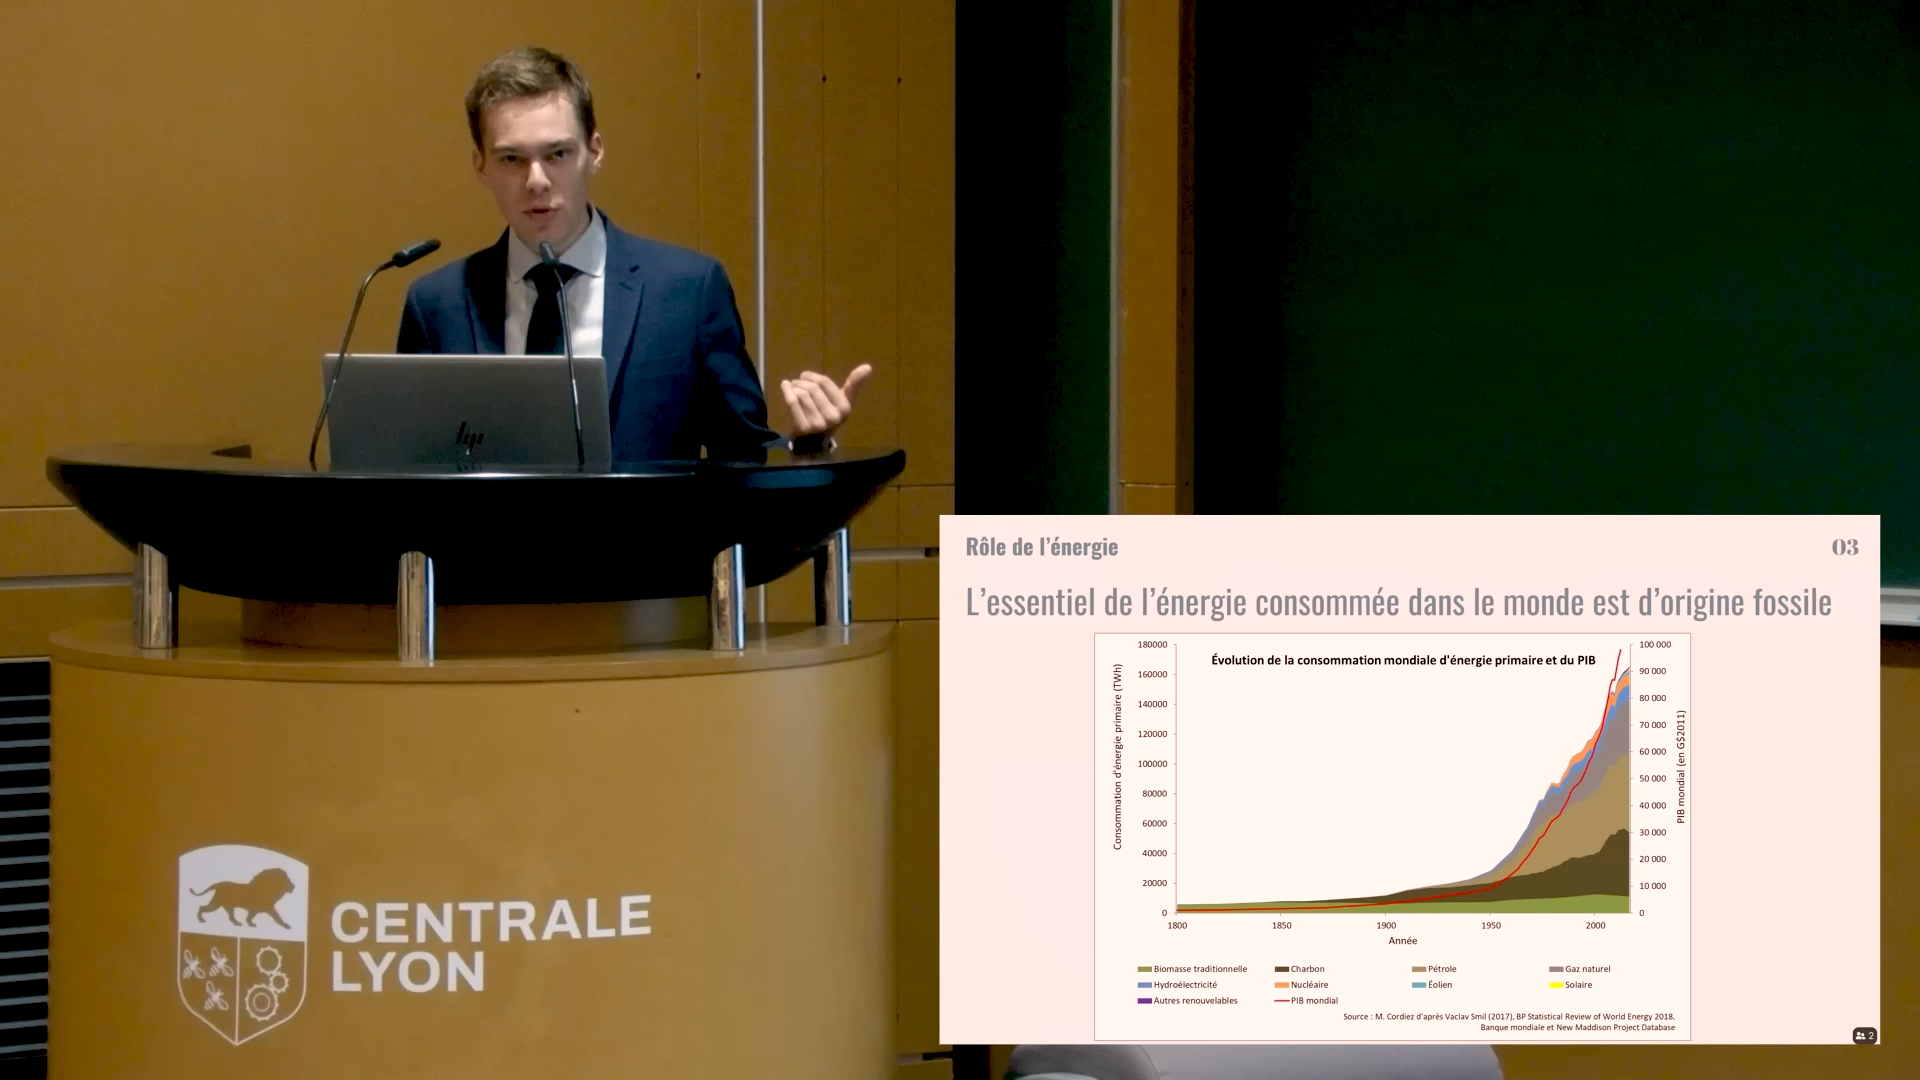 hp
CENTRALE
LYON
Rôle de l'énergie
03
L'essentiel de l'énergie consommée dans le monde est d'origine fossile
Évolution de la consommation mondiale d'énergie primaire et du PIB
Consommation d'énergie primaire (TWh)
180000
160000
140000
120000
100000
80000
60000
40000
20000
0
100 000
90 000
80 000
70 000
60 000
50 000
40 000
30 000
20 000
10 000
0
PIB mondial (en G$2011)
1800
1850
1900
1950
2000
Année
Biomasse traditionnelle
Charbon
Pétrole
Gaz naturel
Hydroélectricité
Nucléaire
Éolien
Solaire
Autres renouvelables
PIB mondial
Source : M. Cordiez d'après Vaclav Smil (2017), BP Statistical Review of World Energy 2018,
Banque mondiale et New Maddison Project Database
2